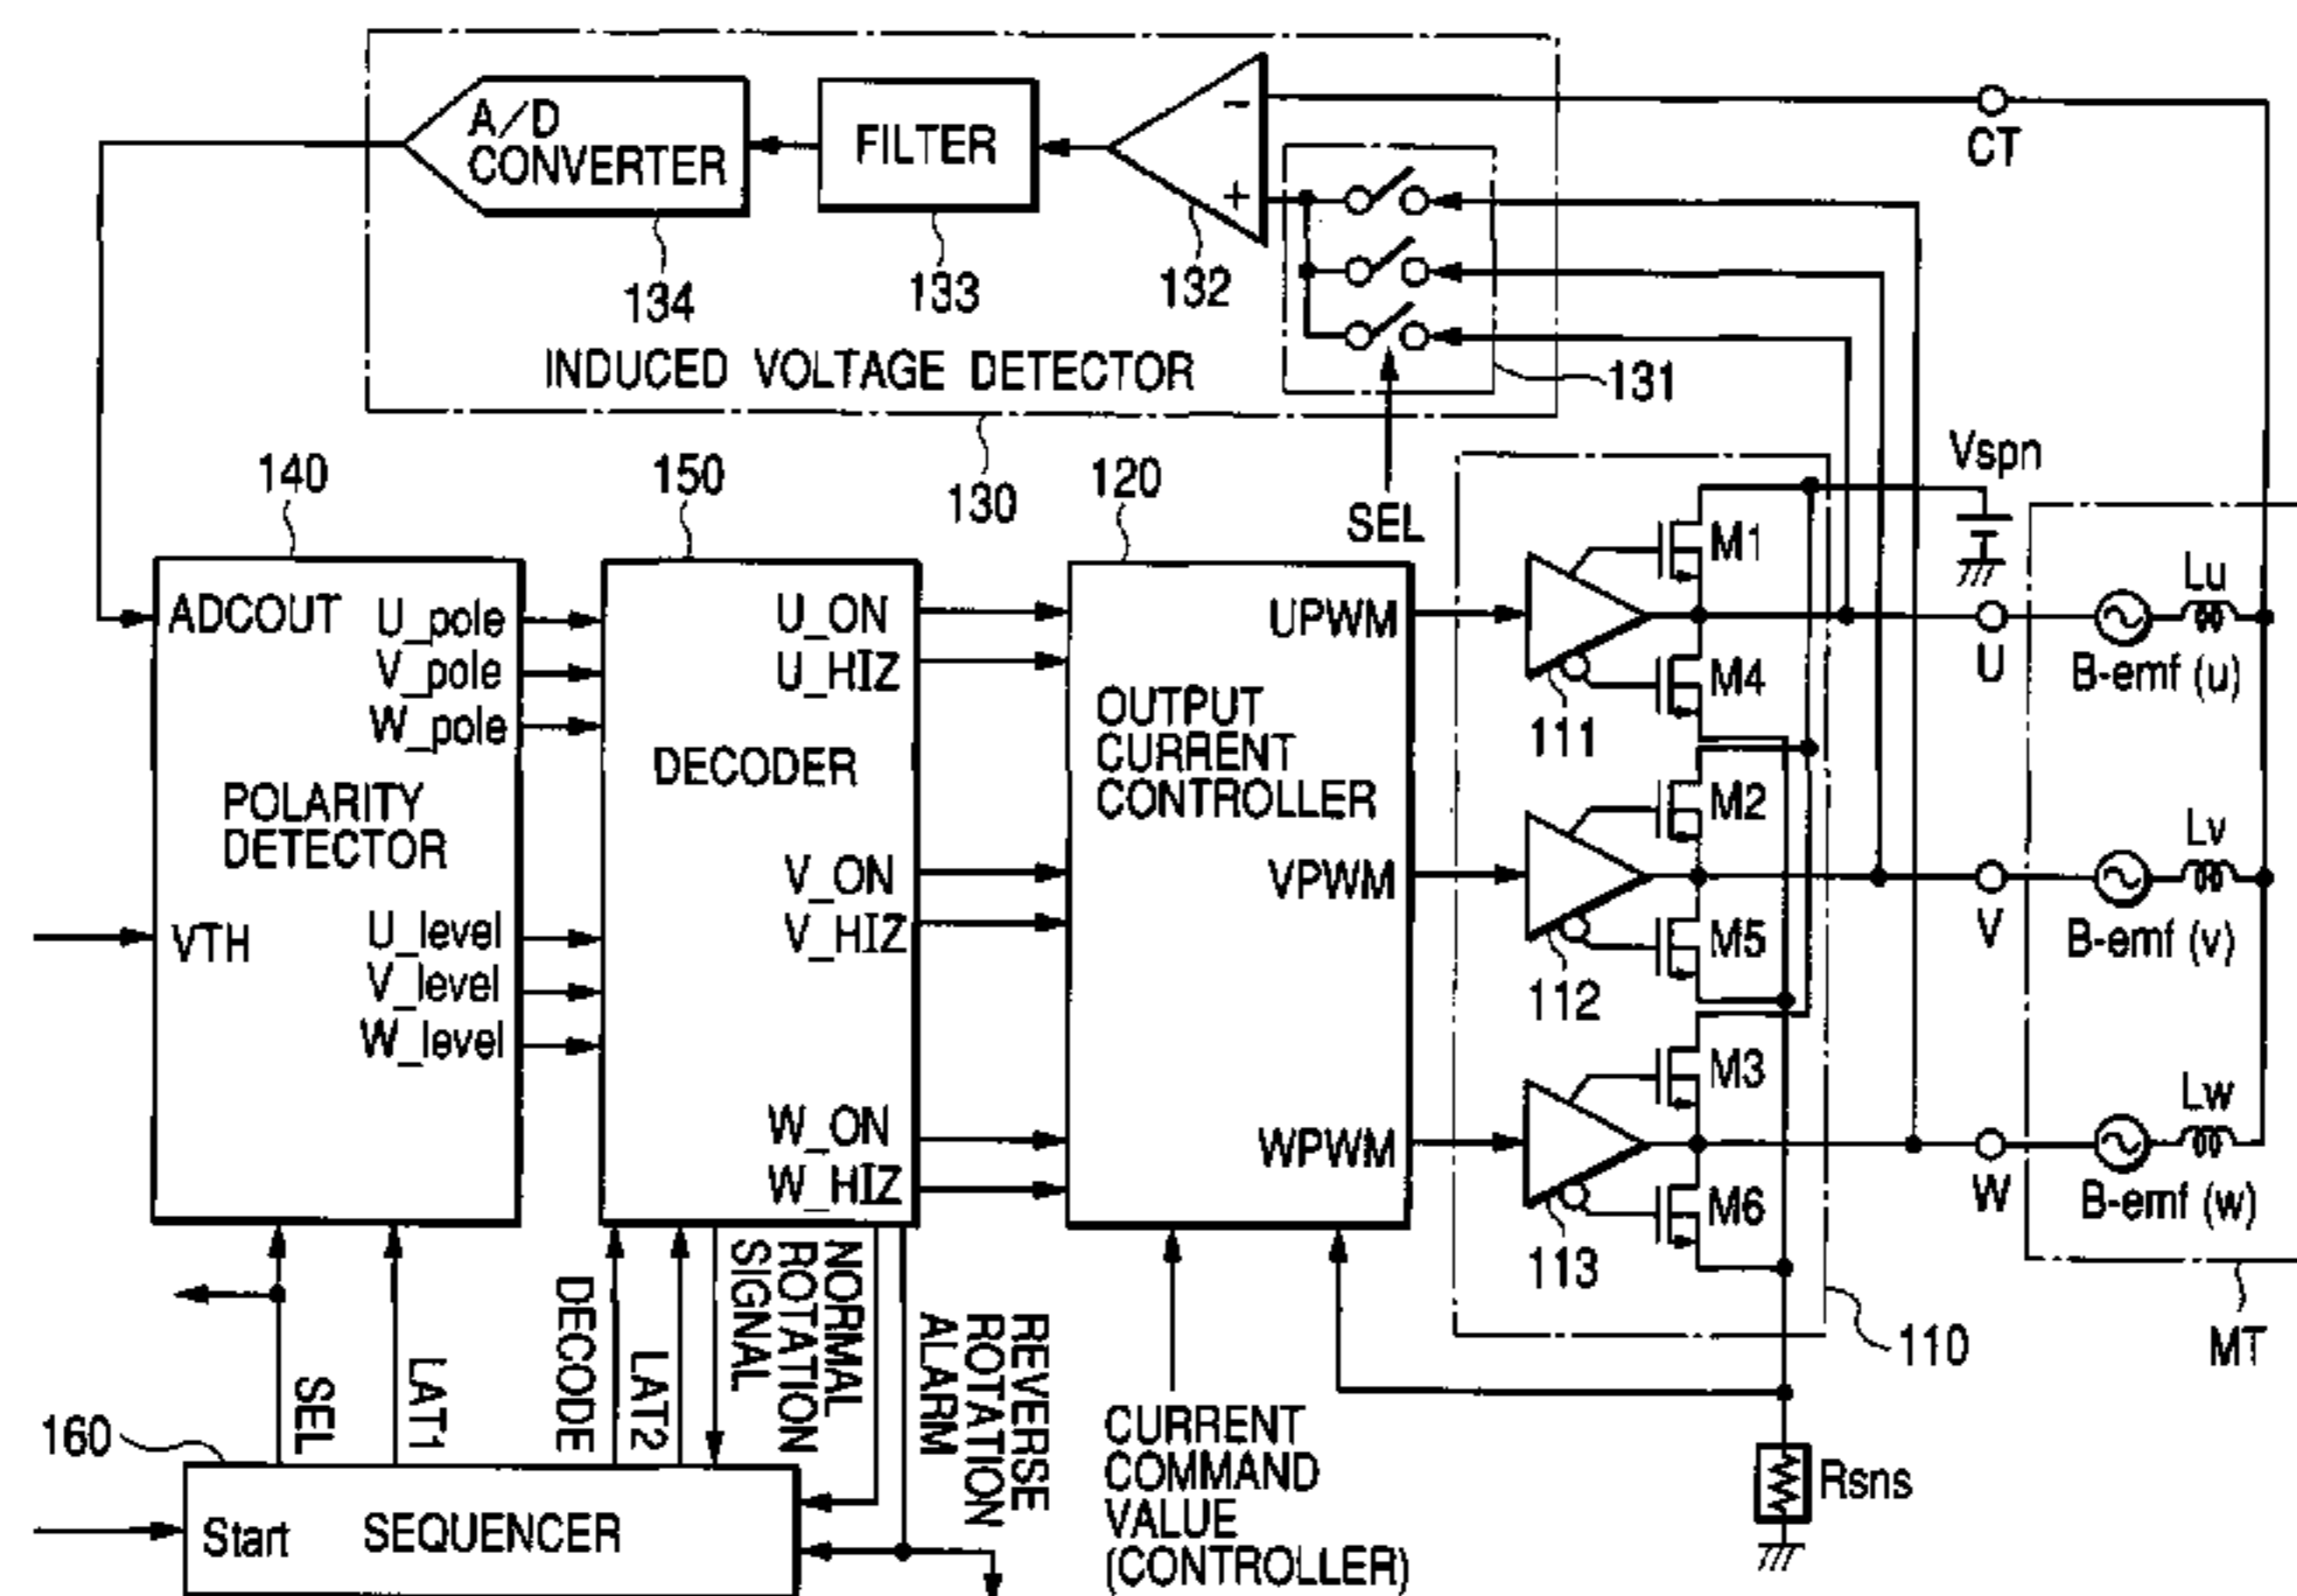 A/D
CONVERTER
FILTER
−
+
CT
134
133
132
131
INDUCED VOLTAGE DETECTOR
130
SEL
140
150
120
Vspn
ADCOUT
U_pole
V_pole
W_pole
POLARITY
DETECTOR
VTH
U_level
V_level
W_level
U_ON
U_HIZ
DECODER
V_ON
V_HIZ
W_ON
W_HIZ
UPWM
OUTPUT
CURRENT
CONTROLLER
VPWM
WPWM
111
112
113
M1
M4
M2
M5
M3
M6
U
V
W
Lu
B-emf (u)
Lv
B-emf (v)
Lw
B-emf (w)
110
MT
160
SEL
LAT1
DECODE
LAT2
NORMAL
ROTATION
SIGNAL
REVERSE
ROTATION
ALARM
Start
SEQUENCER
CURRENT
COMMAND
VALUE
(CONTROLLER)
Rsns